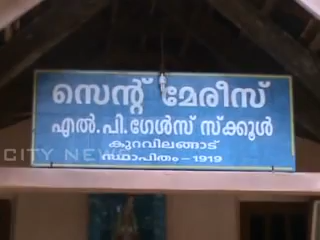 സെന്റ് മേരീസ്
എൽ.പി.ഗേൾസ് സ്ക്കൂൾ
കുറവിലങ്ങാട്
സ്ഥാപിതം – 1919
CITY NEWS